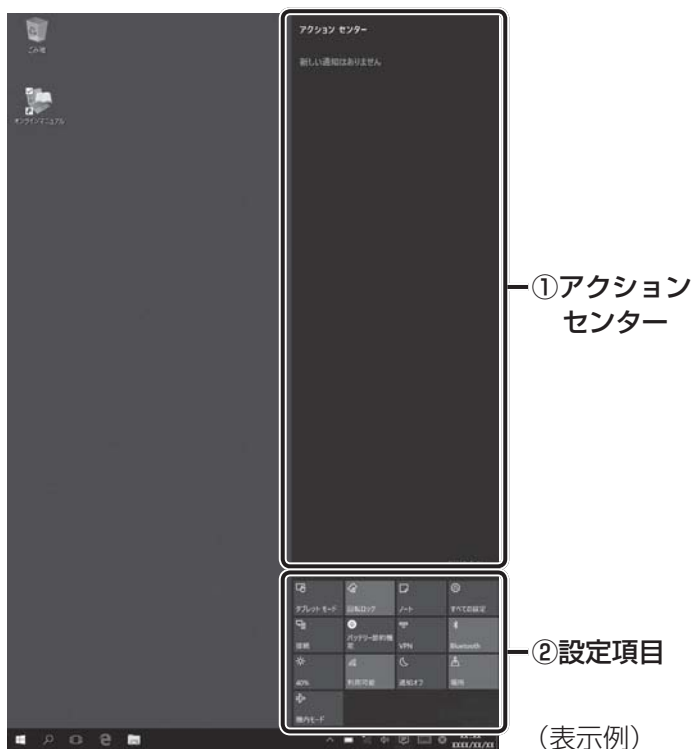 ごみ箱
オンラインマニュアル
アクション センター
新しい通知はありません
①アクション
センター
タブレット モード
回転ロック
ノート
すべての設定
接続
バッテリー節約機
能
VPN
Bluetooth
40%
利用可能
通知オフ
場所
機内モード
②設定項目
XX:XX
XXXX/XX/XX
（表示例）